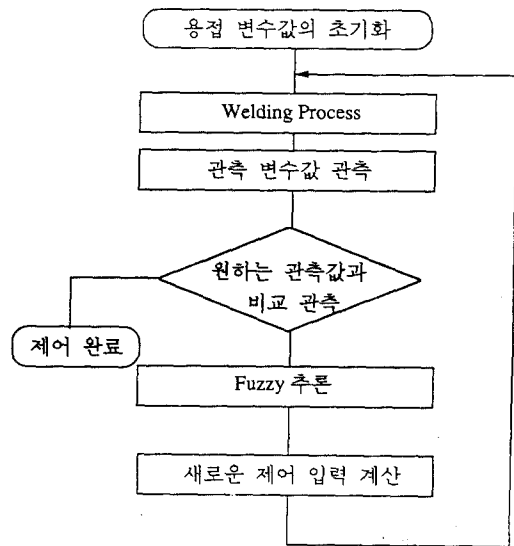 용접 변수값의 초기화
Welding Process
관측 변수값 관측
원하는 관측값과
비교 관측
제어 완료
Fuzzy 추론
새로운 제어 입력 계산